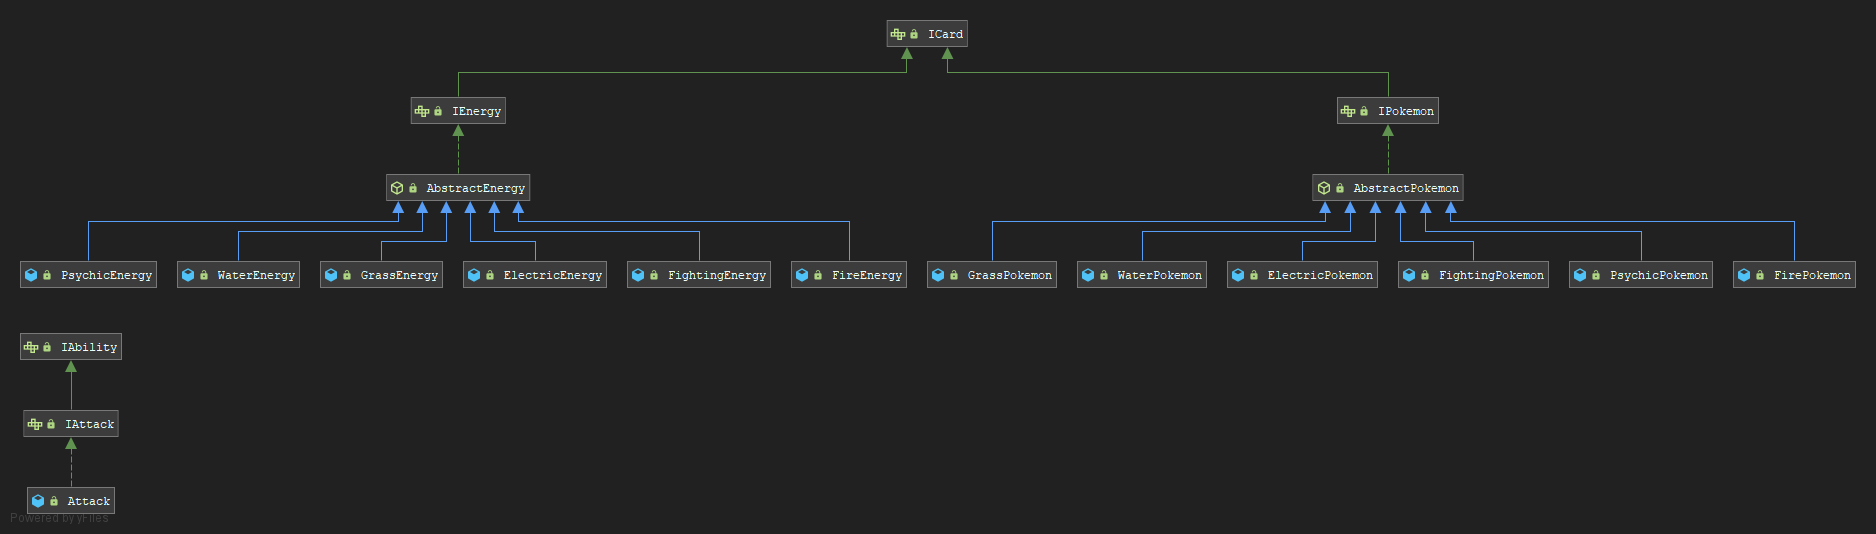 ICard
IEnergy
IPokemon
AbstractEnergy
AbstractPokemon
PsychicEnergy
WaterEnergy
GrassEnergy
ElectricEnergy
FightingEnergy
FireEnergy
GrassPokemon
WaterPokemon
ElectricPokemon
FightingPokemon
PsychicPokemon
FirePokemon
IAbility
IAttack
Attack
Powered by yFiles